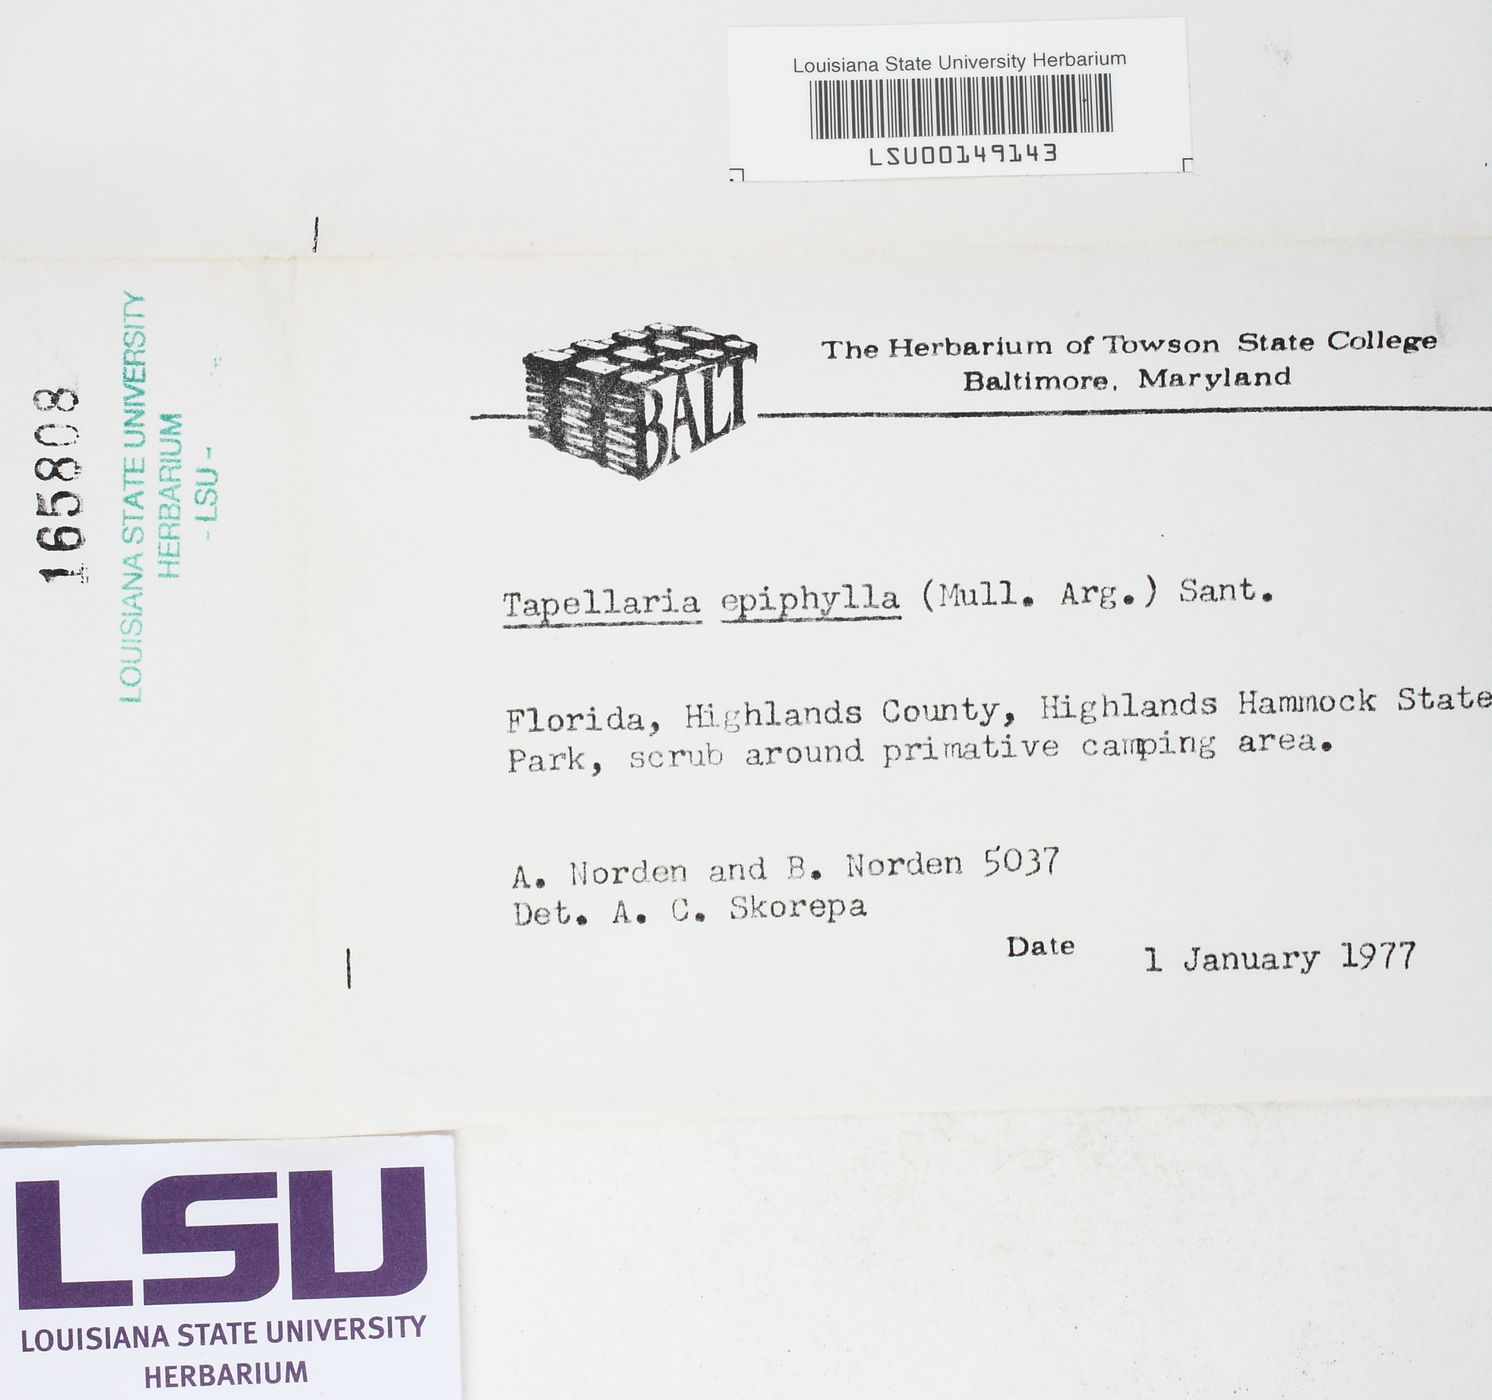 Louisiana State University Herbarium
LSU00149143
165808
LOUISIANA STATE UNIVERSITY
HERBARIUM
- LSU -
BALT
The Herbarium of Towson State College
Baltimore, Maryland
Tapellaria epiphylla (Mull. Arg.) Sant.
Florida, Highlands County, Highlands Hammock State
Park, scrub around primative camping area.
A. Norden and B. Norden 5037
Det. A. C. Skorepa
Date 1 January 1977
LSU
LOUISIANA STATE UNIVERSITY
HERBARIUM